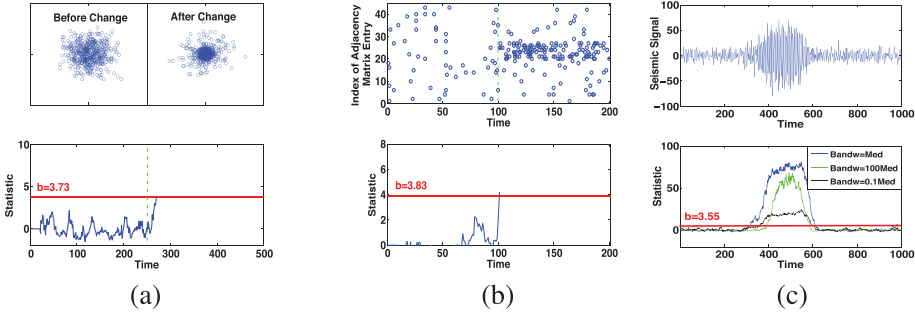 Before Change
After Change
10
5
0
b=3.73
Statistic
0 100 200 300 400 500
Time
(a)
Index of Adjacency
Matrix Entry
40
30
20
10
0
0 50 100 150 200
Time
8
6
4
2
0
b=3.83
Statistic
0 50 100 150 200
Time
(b)
Seismic Signal
100
50
0
−50
−100
200 400 600 800 1000
Time
100
50
0
Statistic
b=3.55
Bandw=Med
Bandw=100Med
Bandw=0.1Med
200 400 600 800 1000
Time
(c)